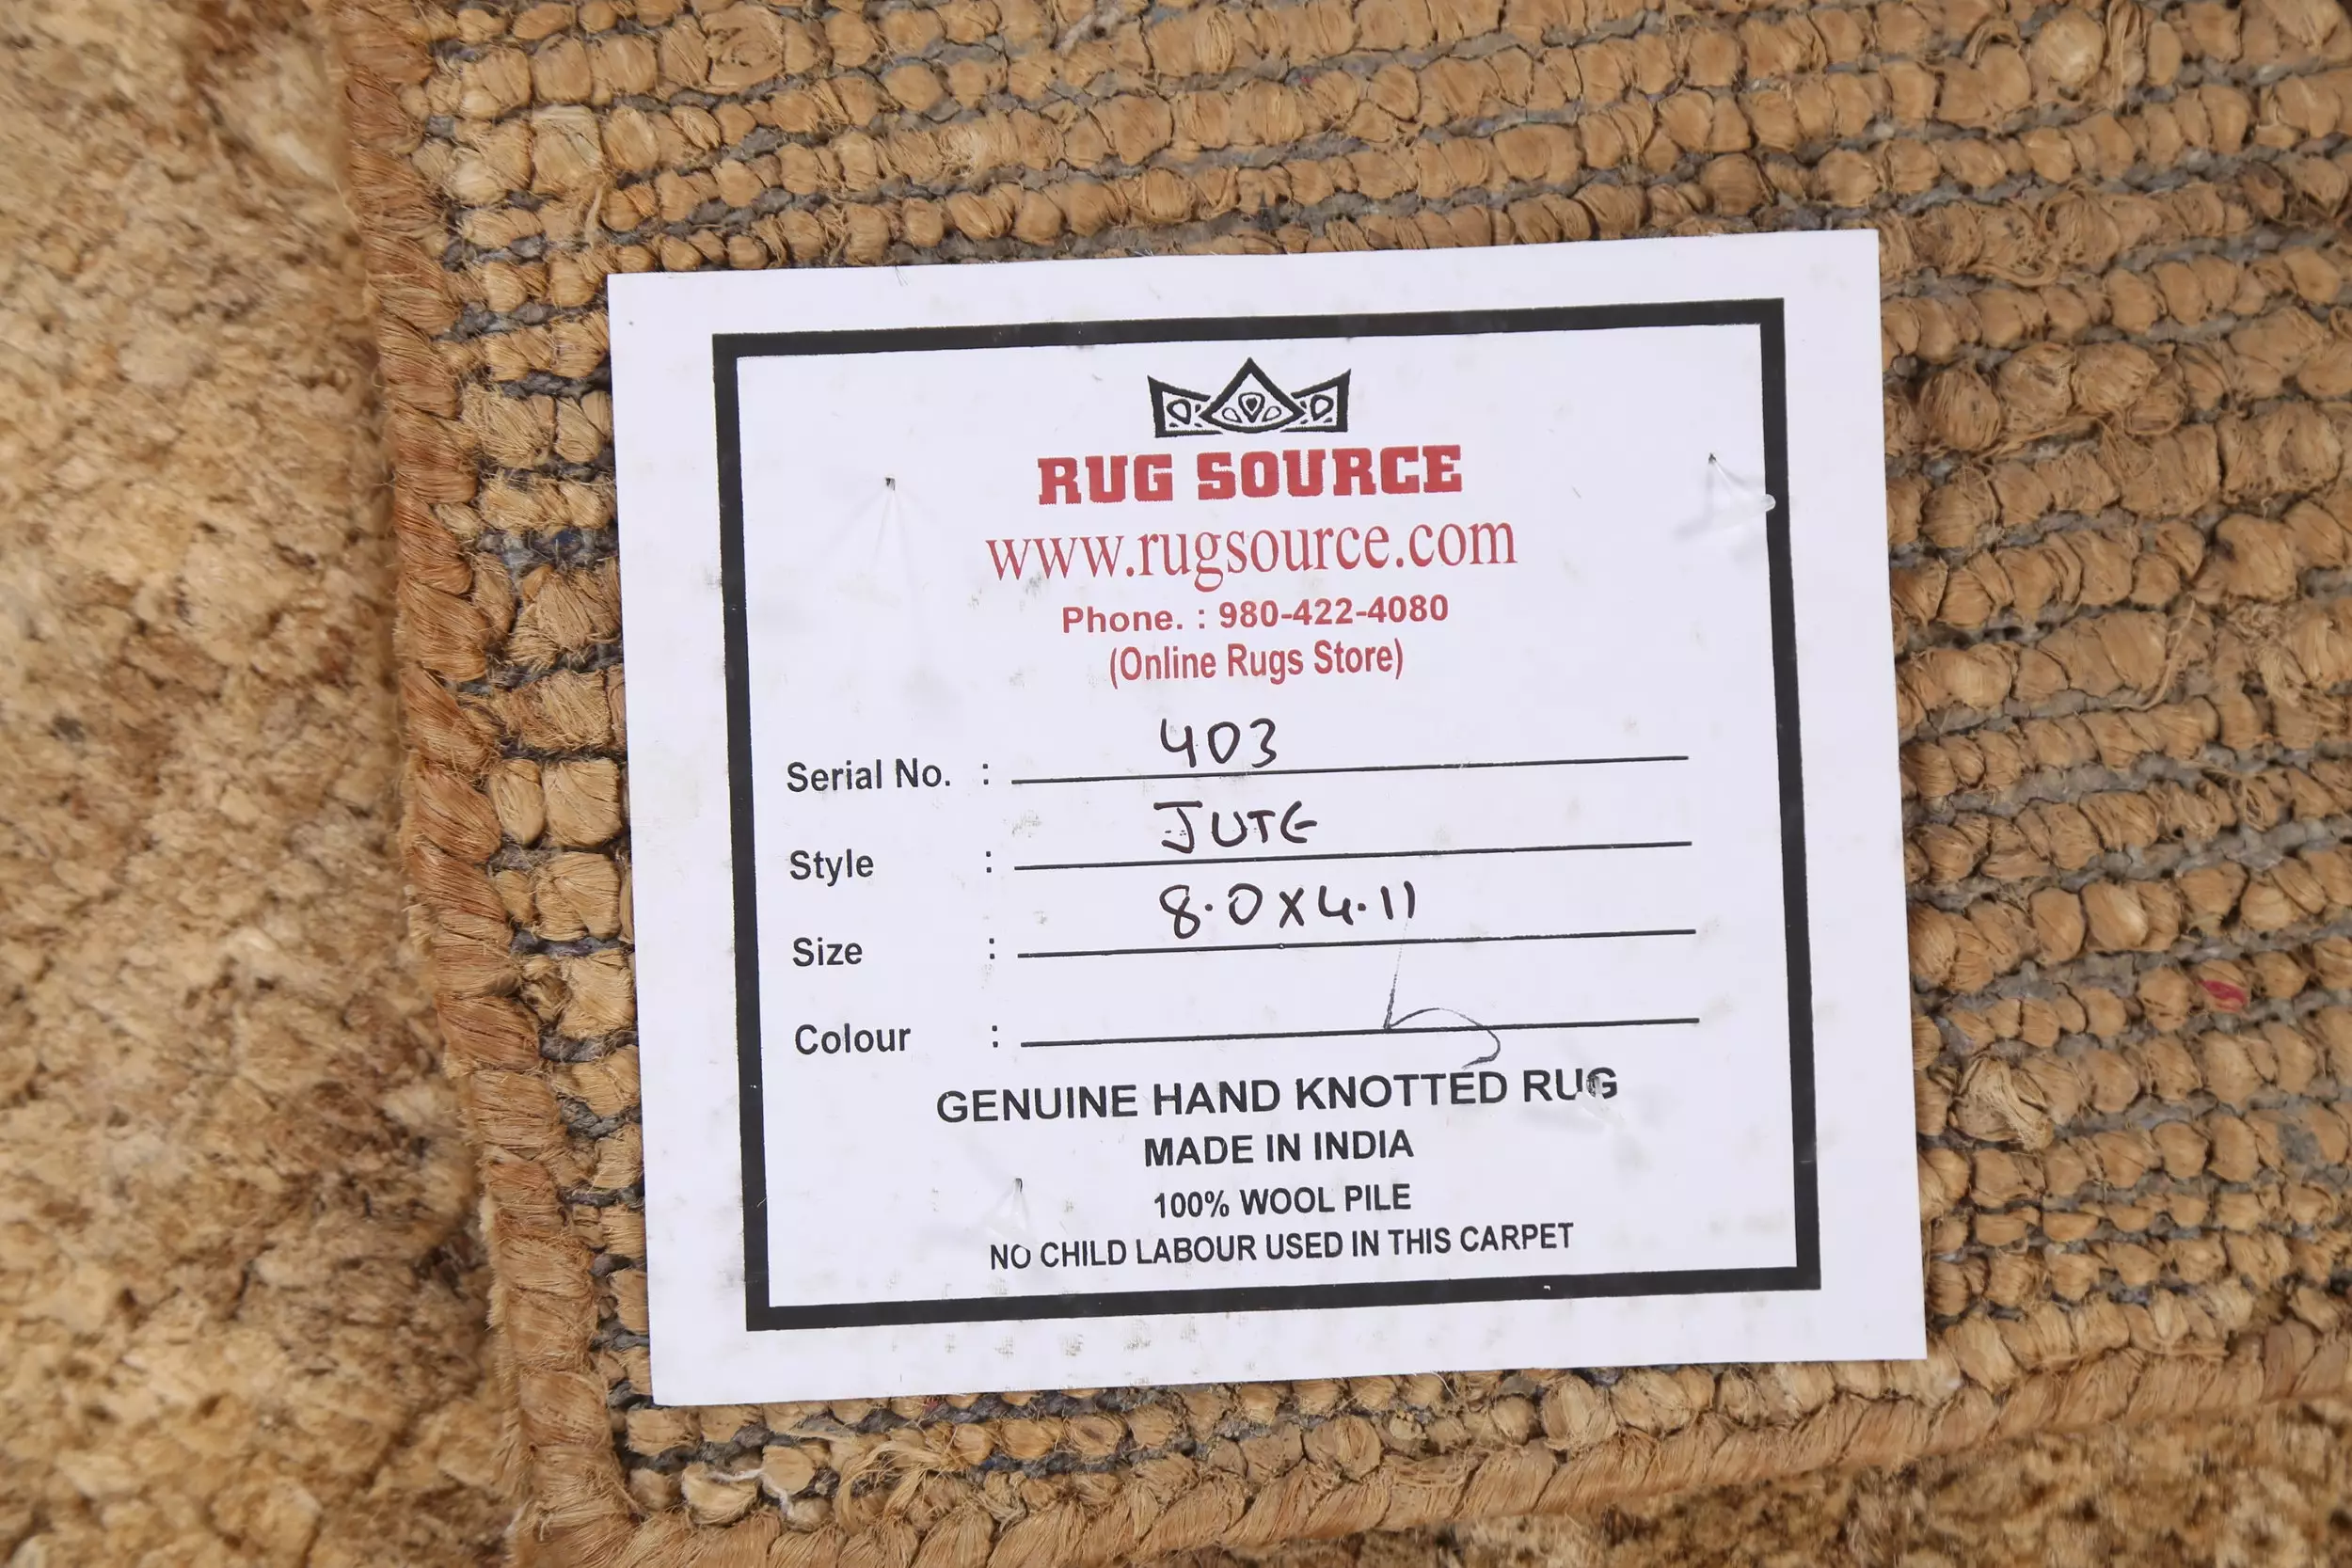 RUG SOURCE
www.rugsource.com
Phone. : 980-422-4080
(Online Rugs Store)
Serial No. : 403
Style : JUTE
Size : 8.0X4.11
Colour :
GENUINE HAND KNOTTED RUG
MADE IN INDIA
100% WOOL PILE
NO CHILD LABOUR USED IN THIS CARPET